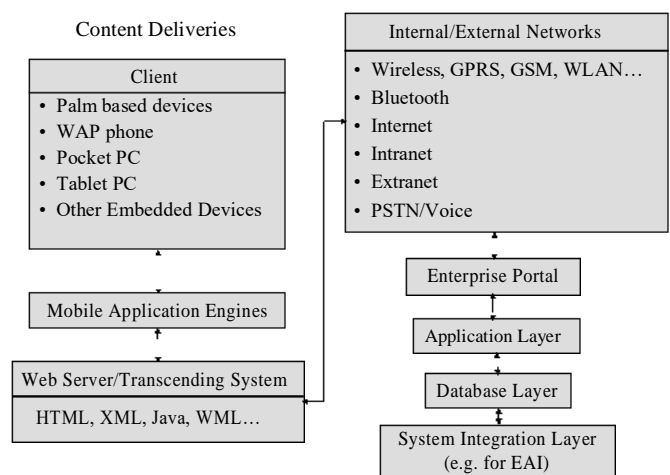 Content Deliveries
Client
• Palm based devices
• WAP phone
• Pocket PC
• Tablet PC
• Other Embedded Devices
Mobile Application Engines
Web Server/Transcending System
HTML, XML, Java, WML…
Internal/External Networks
• Wireless, GPRS, GSM, WLAN…
• Bluetooth
• Internet
• Intranet
• Extranet
• PSTN/Voice
Enterprise Portal
Application Layer
Database Layer
System Integration Layer
(e.g. for EAI)